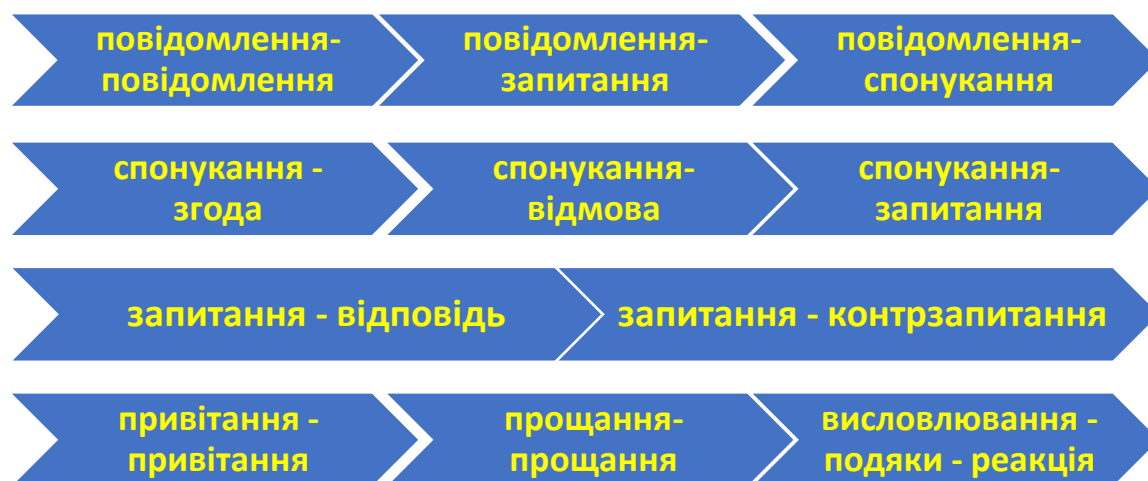 повідомлення-
повідомлення
повідомлення-
запитання
повідомлення-
спонукання
спонукання -
згода
спонукання-
відмова
спонукання-
запитання
запитання - відповідь
запитання - контрзапитання
привітання -
привітання
прощання-
прощання
висловлювання -
подяки - реакція